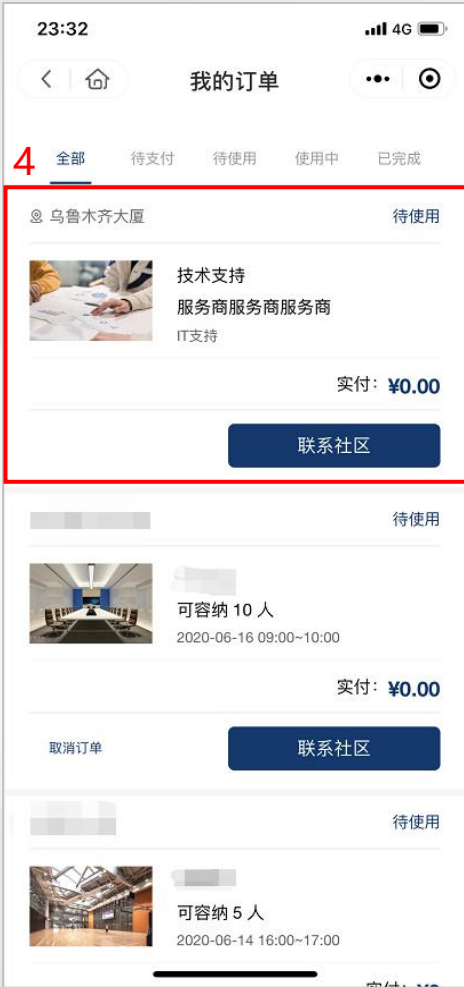 23:32
4G
我的订单
4
全部 待支付 待使用 使用中 已完成
乌鲁木齐大厦 待使用
技术支持
服务商服务商服务商
IT支持
实付: ¥0.00
联系社区
待使用
可容纳 10 人
2020-06-16 09:00~10:00
实付: ¥0.00
取消订单 联系社区
待使用
可容纳 5 人
2020-06-14 16:00~17:00